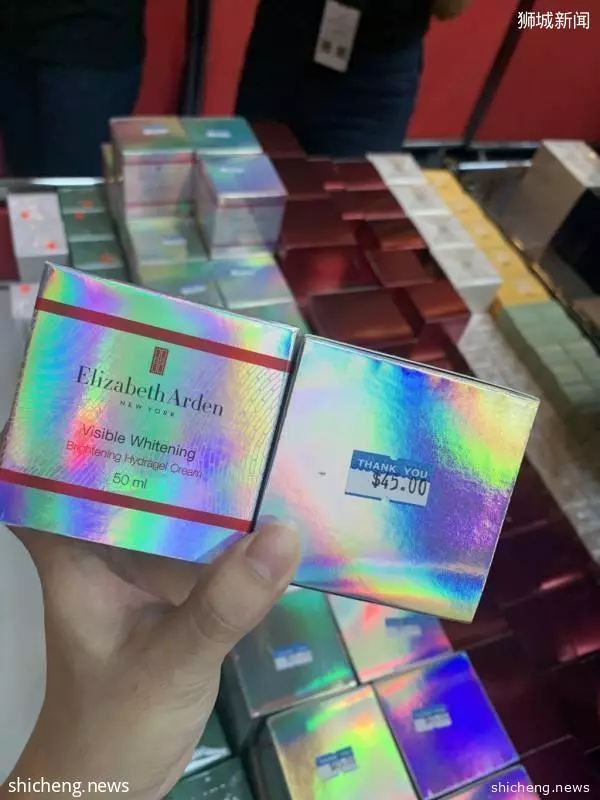 狮城新闻
Elizabeth Arden
NEW YORK
Visible Whitening
Brightening Hydragel Cream
50 ml
THANK YOU
$45.00
shicheng.news
shicheng.news